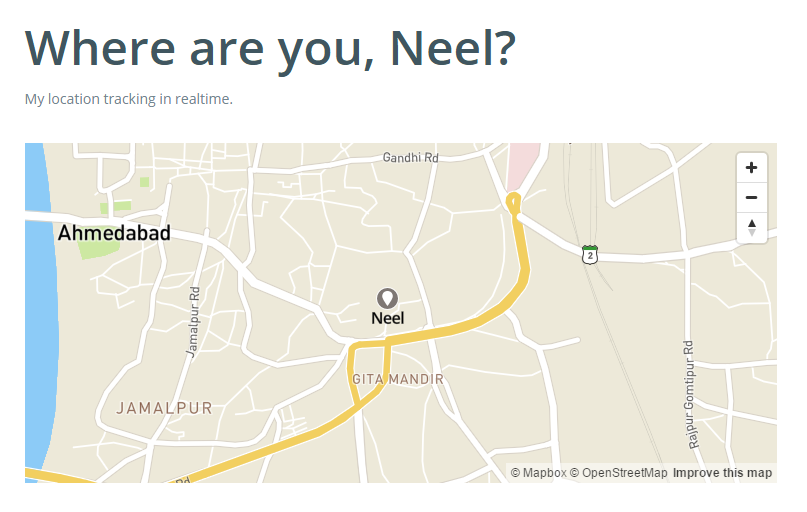 Where are you, Neel?
My location tracking in realtime.
Gandhi Rd
Ahmedabad
2
Jamalpur Rd
Neel
GITA MANDIR
JAMALPUR
Rajpur Gomtipur Rd
Rd
© Mapbox © OpenStreetMap Improve this map